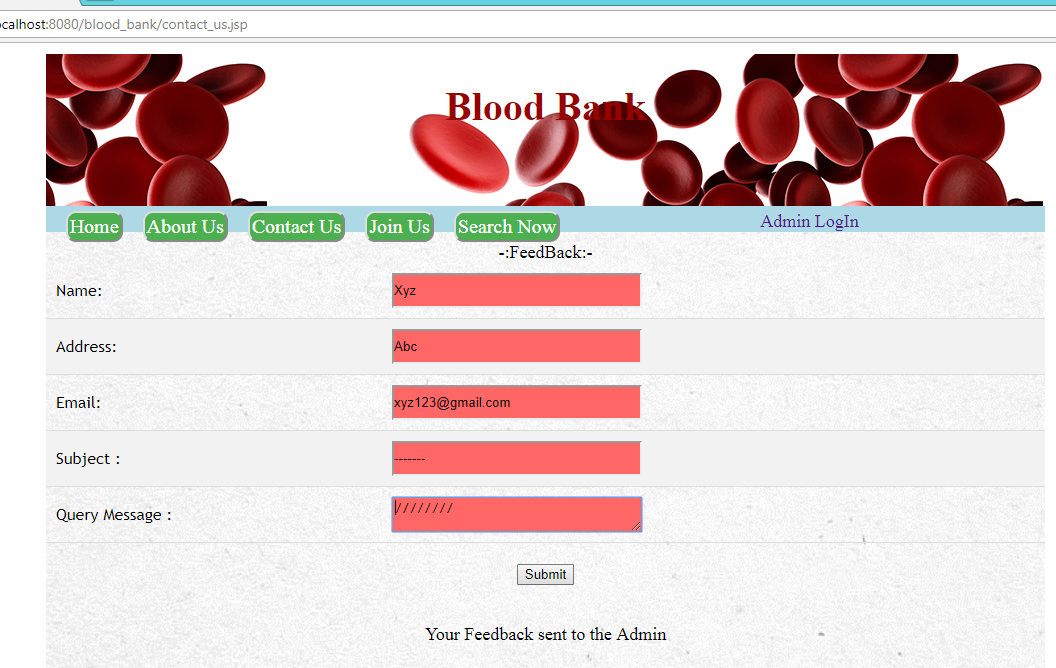 ocalhost:8080/blood_bank/contact_us.jsp
Blood Bank
Home About Us Contact Us Join Us Search Now Admin LogIn
-:FeedBack:-
Name: Xyz
Address: Abc
Email: xyz123@gmail.com
Subject : -------
Query Message : ////////
Submit
Your Feedback sent to the Admin